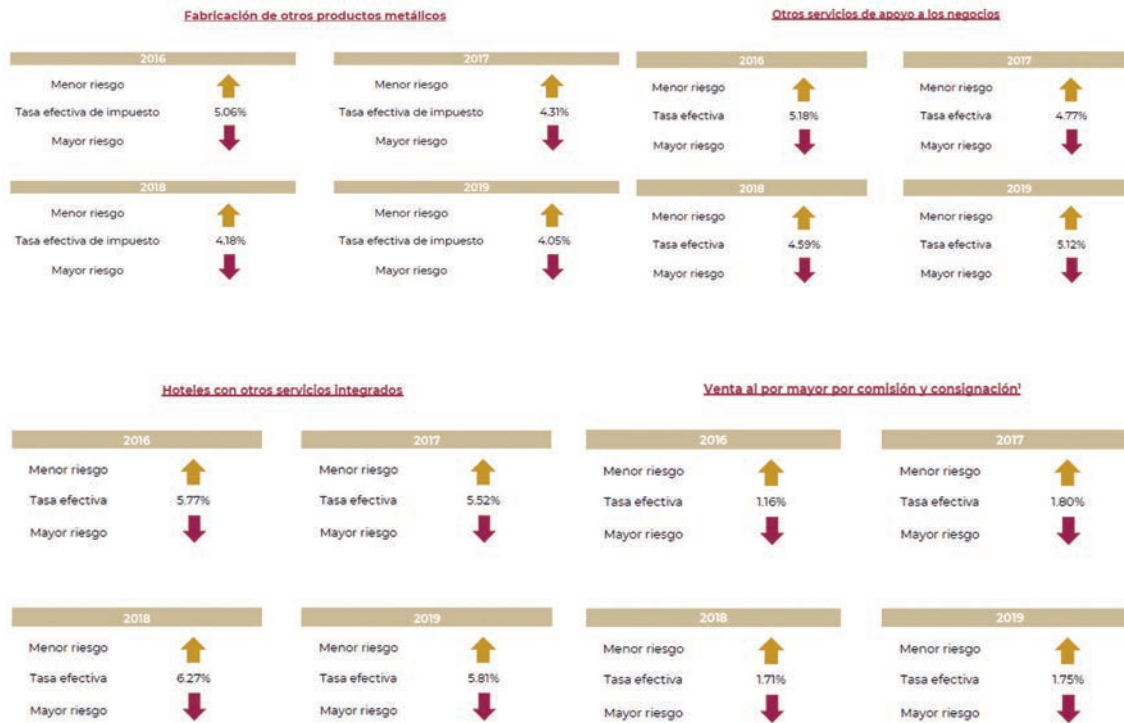 Fabricación de otros productos metálicos
2016
Menor riesgo
Tasa efectiva de impuesto 5.06%
Mayor riesgo
2017
Menor riesgo
Tasa efectiva de impuesto 4.31%
Mayor riesgo
2018
Menor riesgo
Tasa efectiva de impuesto 4.18%
Mayor riesgo
2019
Menor riesgo
Tasa efectiva de impuesto 4.05%
Mayor riesgo
Otros servicios de apoyo a los negocios
2016
Menor riesgo
Tasa efectiva 5.18%
Mayor riesgo
2017
Menor riesgo
Tasa efectiva 4.77%
Mayor riesgo
2018
Menor riesgo
Tasa efectiva 4.59%
Mayor riesgo
2019
Menor riesgo
Tasa efectiva 5.12%
Mayor riesgo
Hoteles con otros servicios integrados
2016
Menor riesgo
Tasa efectiva 5.77%
Mayor riesgo
2017
Menor riesgo
Tasa efectiva 5.52%
Mayor riesgo
2018
Menor riesgo
Tasa efectiva 6.27%
Mayor riesgo
2019
Menor riesgo
Tasa efectiva 5.81%
Mayor riesgo
Venta al por mayor por comisión y consignación¹
2016
Menor riesgo
Tasa efectiva 1.16%
Mayor riesgo
2017
Menor riesgo
Tasa efectiva 1.80%
Mayor riesgo
2018
Menor riesgo
Tasa efectiva 1.71%
Mayor riesgo
2019
Menor riesgo
Tasa efectiva 1.75%
Mayor riesgo